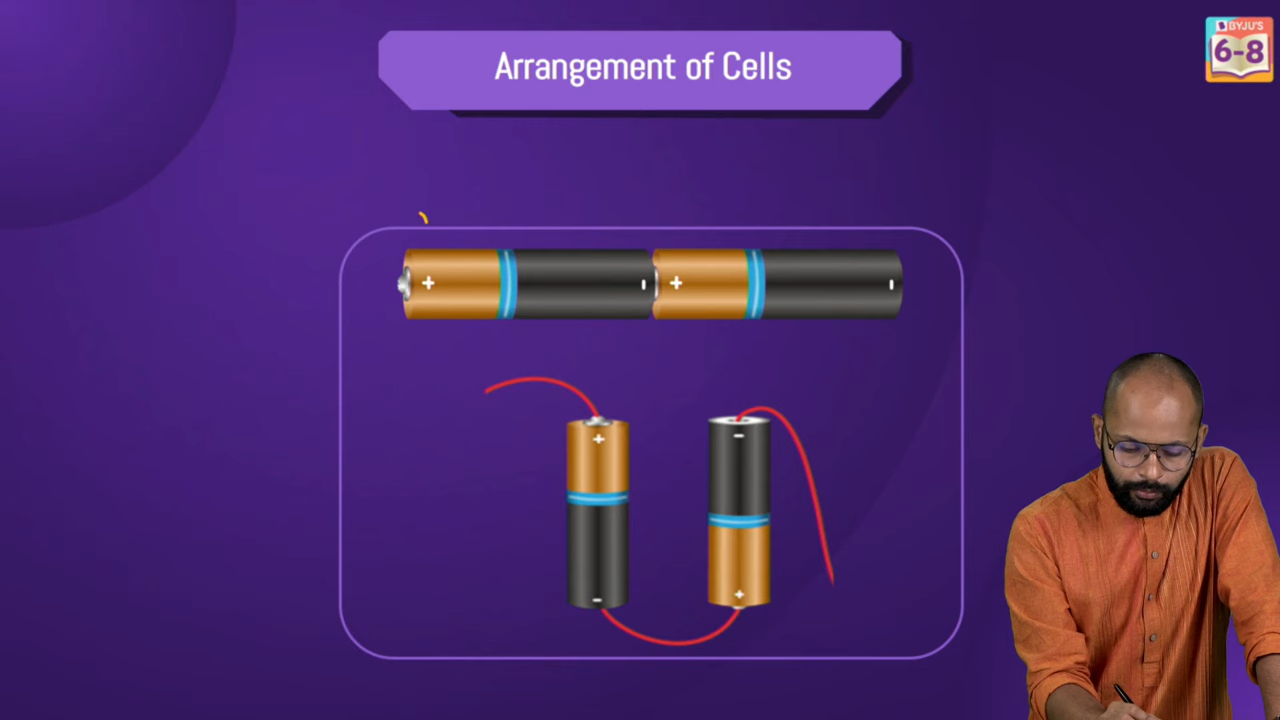 Arrangement of Cells
BYJU'S
6-8
+ - + -
+ -
- +